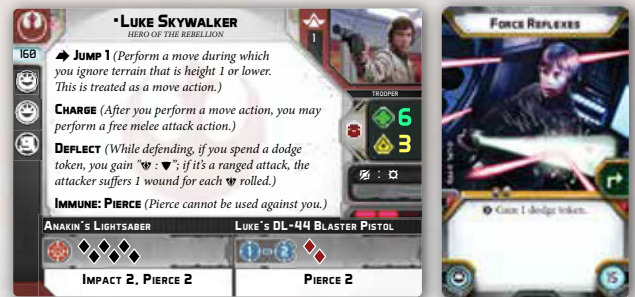 •Luke Skywalker
HERO OF THE REBELLION
160
1
Jump 1 (Perform a move during which
you ignore terrain that is height 1 or lower.
This is treated as a move action.)
Charge (After you perform a move action, you may
perform a free melee attack action.)
Deflect (While defending, if you spend a dodge
token, you gain " : "; if it's a ranged attack, the
attacker suffers 1 wound for each rolled.)
Immune: Pierce (Pierce cannot be used against you.)
TROOPER
6
3
:
Anakin's Lightsaber
Impact 2, Pierce 2
Luke's DL-44 Blaster Pistol
1-2
Pierce 2
Force Reflexes
Gain 1 dodge token.
15